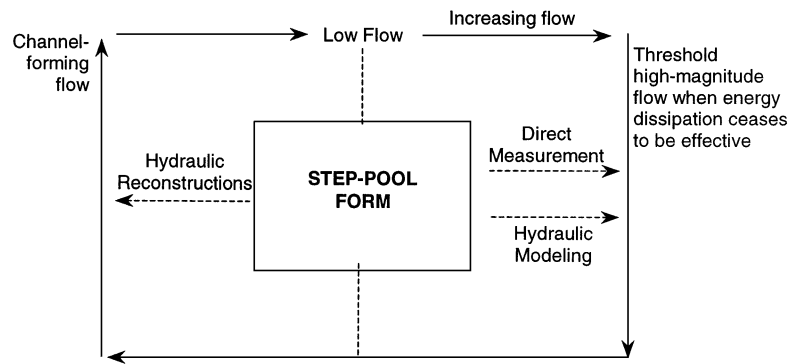 Channel-
forming
flow
Low Flow
Increasing flow
Threshold
high-magnitude
flow when energy
dissipation ceases
to be effective
Hydraulic
Reconstructions
STEP-POOL
FORM
Direct
Measurement
Hydraulic
Modeling